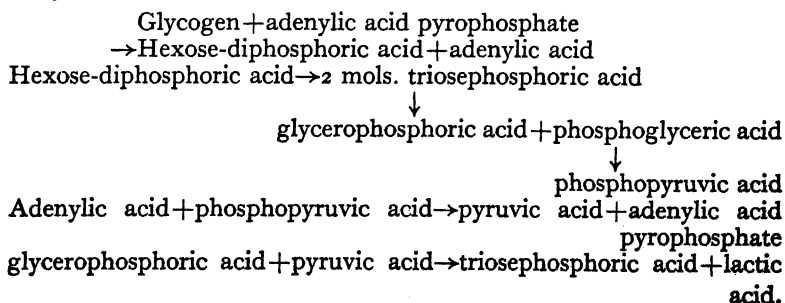 Glycogen+adenylic acid pyrophosphate
→Hexose-diphosphoric acid+adenylic acid
Hexose-diphosphoric acid→2 mols. triosephosphoric acid
↓
glycerophosphoric acid+phosphoglyceric acid
↓
phosphopyruvic acid
Adenylic acid+phosphopyruvic acid→pyruvic acid+adenylic acid
pyrophosphate
glycerophosphoric acid+pyruvic acid→triosephosphoric acid+lactic
acid.